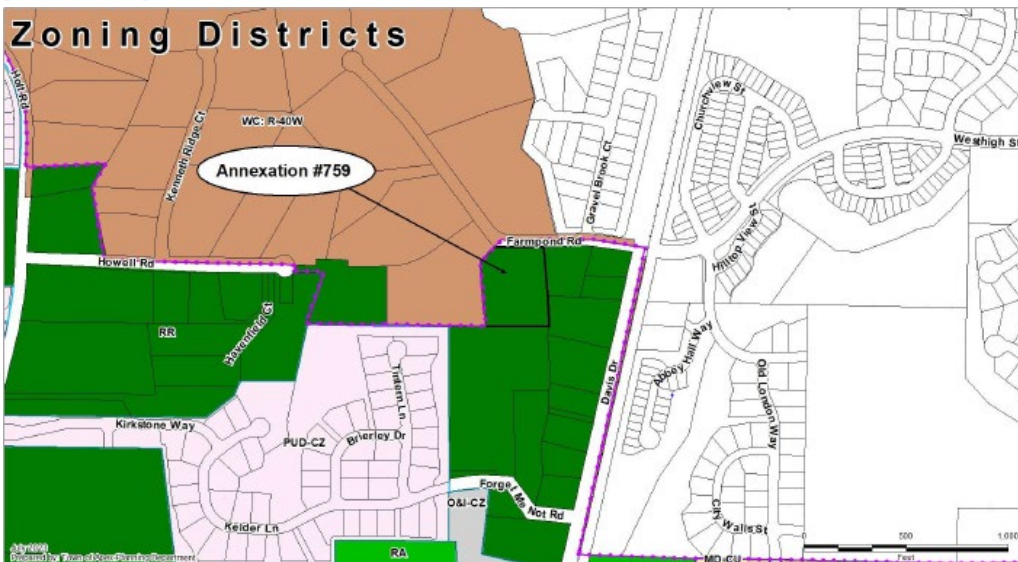 Zoning Districts
Holt Rd
Kenneth Ridge Ct
WC: R-40W
Annexation #759
Gravel Brook Ct
Churchview St
Westhigh St
Hilltop View St
Farmpond Rd
Howell Rd
Havenfield Ct
RR
Abbey Hall Way
Davis Dr
Old London Way
Tintern Ln
Kirkstone Way
PUD-CZ
Brierley Dr
O&I-CZ
Forget Me Not Rd
City Walls St
Kelder Ln
RA
MD-CU
0 500 1,000
Feet
July 2023
Prepared by: Town of Apex Planning Department